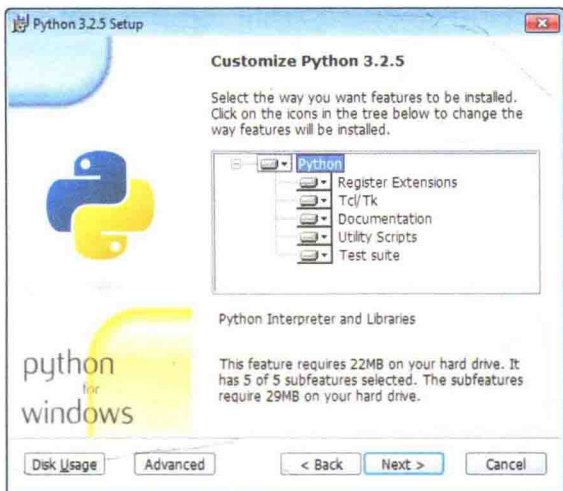 Python 3.2.5 Setup
Customize Python 3.2.5
Select the way you want features to be installed.
Click on the icons in the tree below to change the
way features will be installed.
Python
Register Extensions
Tcl/Tk
Documentation
Utility Scripts
Test suite
Python Interpreter and Libraries
This feature requires 22MB on your hard drive. It
has 5 of 5 subfeatures selected. The subfeatures
require 29MB on your hard drive.
python
for
windows
Disk Usage
Advanced
< Back
Next >
Cancel